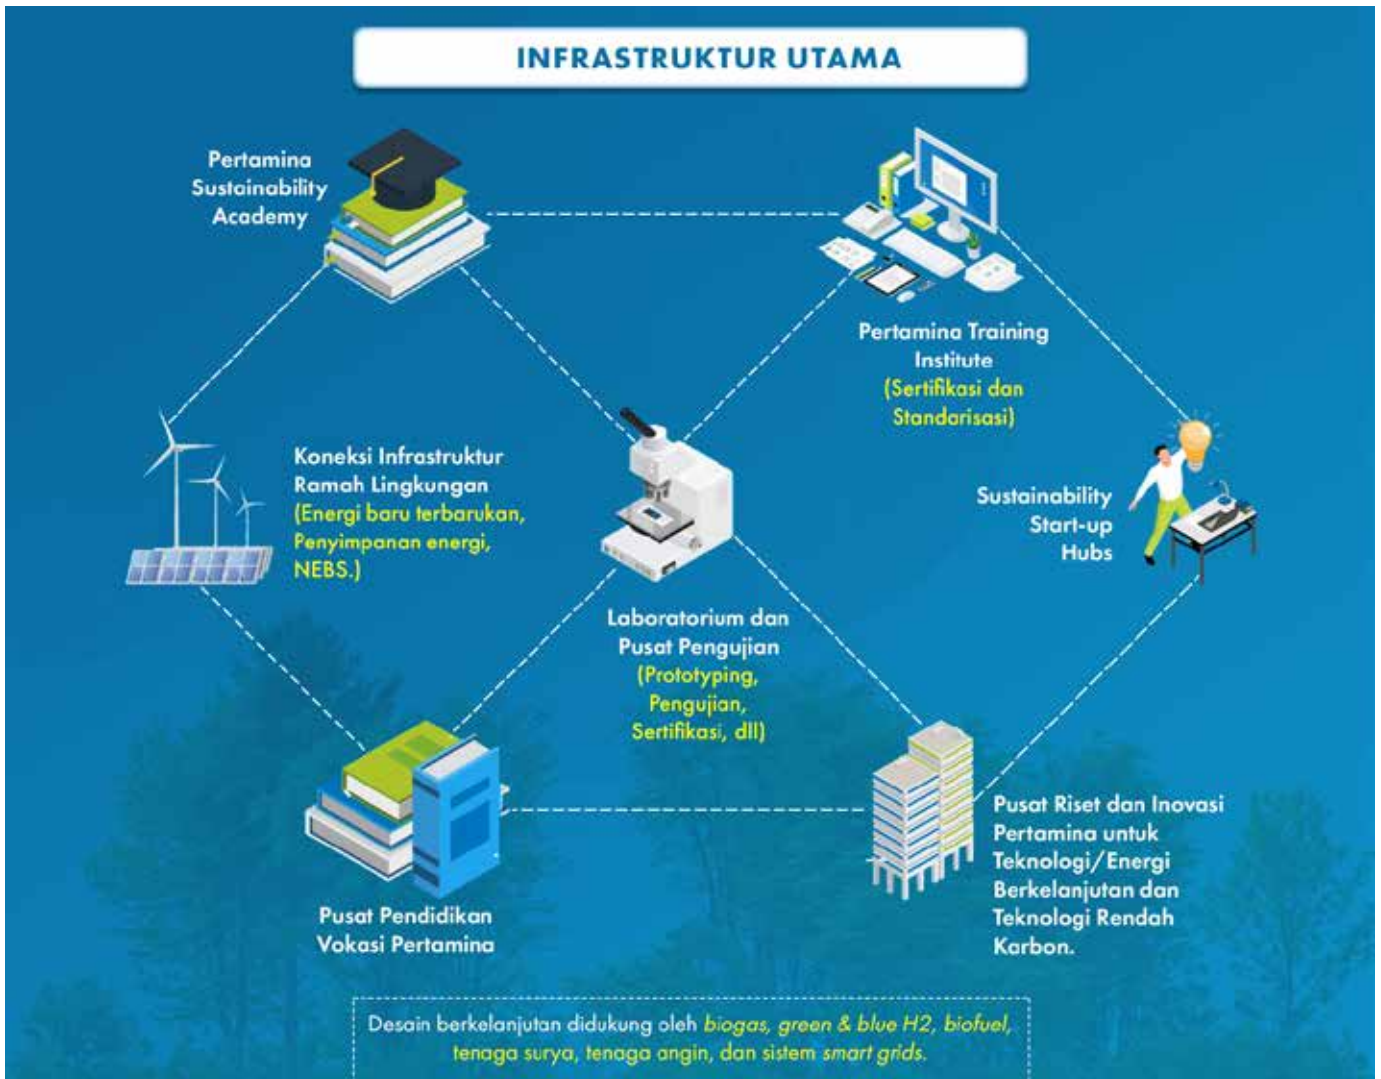 INFRASTRUKTUR UTAMA
Pertamina
Sustainability
Academy
Pertamina Training
Institute
(Sertifikasi dan
Standarisasi)
Koneksi Infrastruktur
Ramah Lingkungan
(Energi baru terbarukan,
Penyimpanan energi,
NEBS.)
Sustainability
Start-up
Hubs
Laboratorium dan
Pusat Pengujian
(Prototyping,
Pengujian,
Sertifikasi, dll)
Pusat Pendidikan
Vokasi Pertamina
Pusat Riset dan Inovasi
Pertamina untuk
Teknologi/Energi
Berkelanjutan dan
Teknologi Rendah
Karbon.
Desain berkelanjutan didukung oleh biogas, green & blue H2, biofuel,
tenaga surya, tenaga angin, dan sistem smart grids.